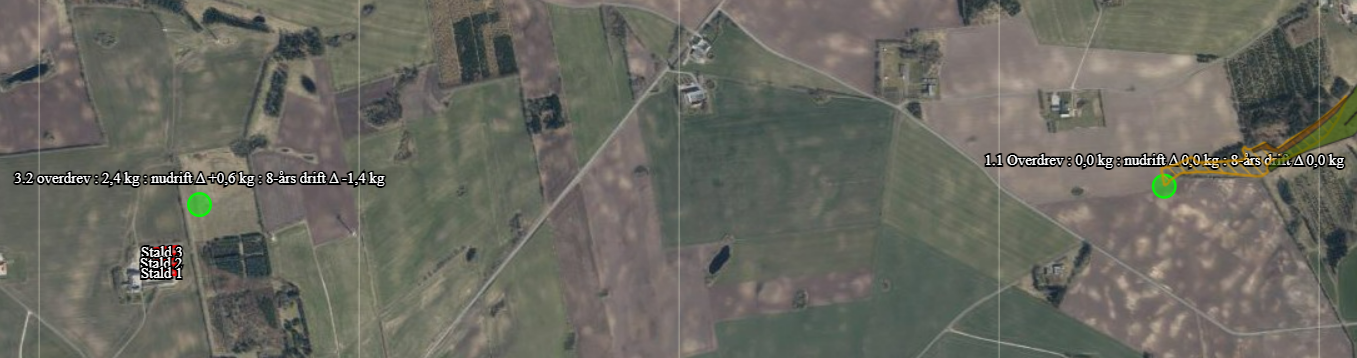 1.1 Overdrev : 0,0 kg : nudrift Δ 0,0 kg : 8-års drift Δ 0,0 kg
3.2 overdrev : 2,4 kg : nudrift Δ +0,6 kg : 8-års drift Δ -1,4 kg
Stald 3
Stald 2
Stald 1